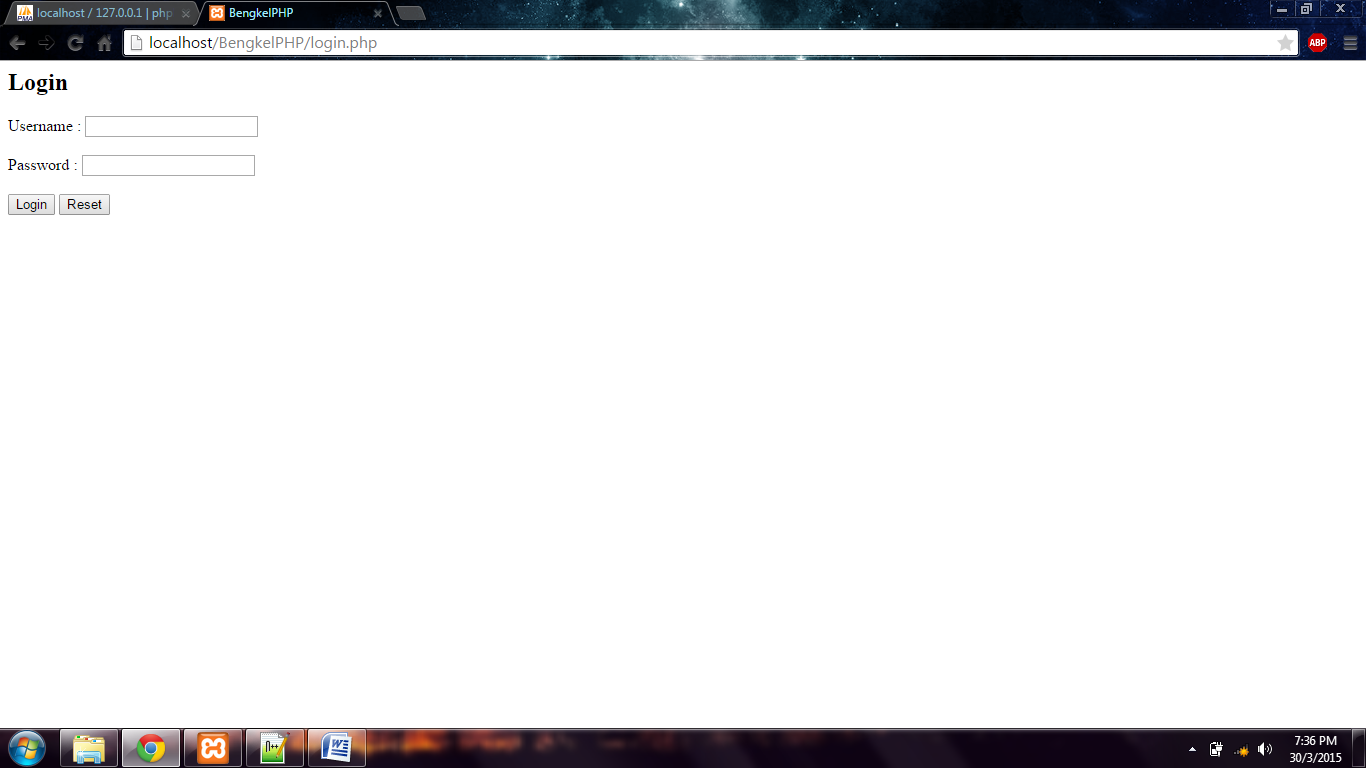 localhost / 127.0.0.1 | php
BengkelPHP
localhost/BengkelPHP/login.php
ABP
Login
Username :
Password :
Login Reset
7:36 PM
30/3/2015